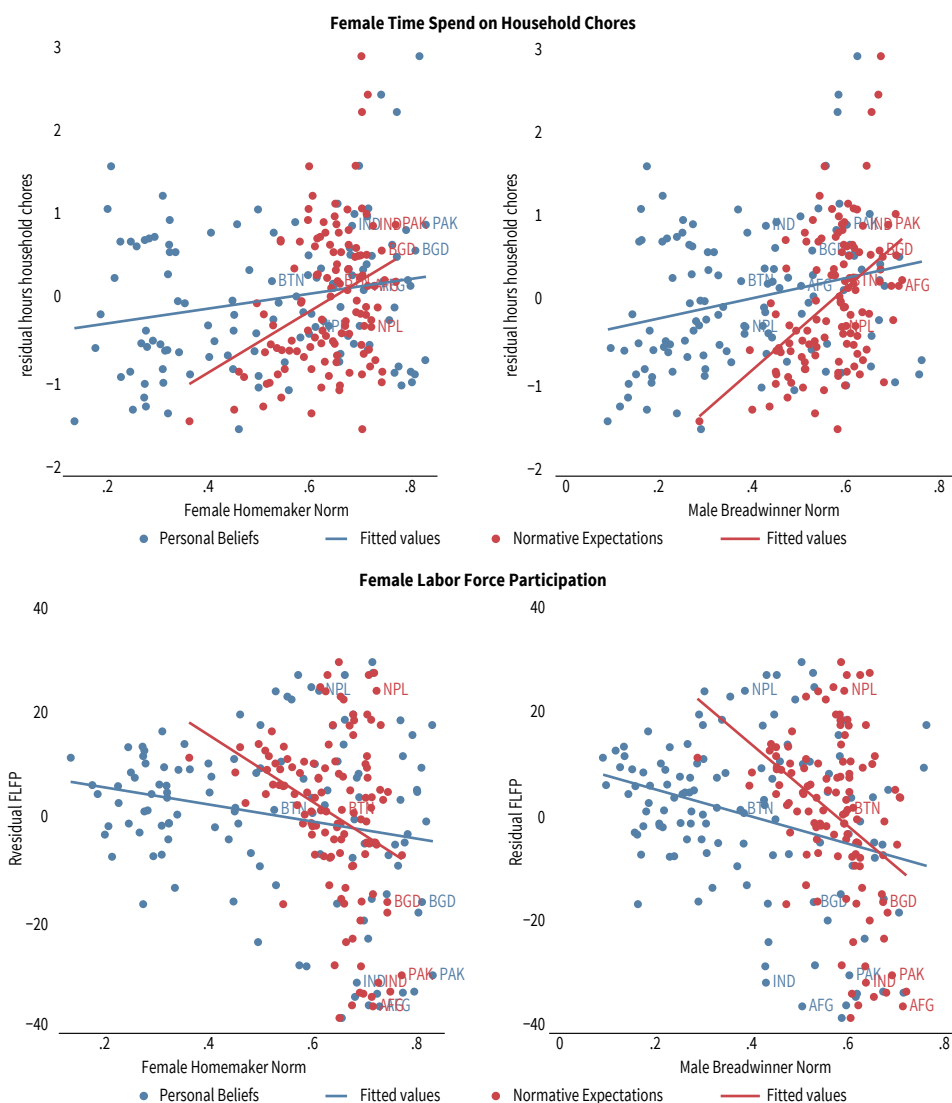 Female Time Spend on Household Chores
3
2
1
0
−1
−2
residual hours household chores
IND
IND
PAK
PAK
BGD
BGD
BTN
BTN
AFG
NPL
NPL
.2 .4 .6 .8
Female Homemaker Norm
3
2
1
0
−1
−2
residual hours household chores
IND
PAK
IND
PAK
BGD
BGD
BTN
AFG
BTN
AFG
NPL
NPL
0 .2 .4 .6 .8
Male Breadwinner Norm
Personal Beliefs Fitted values Normative Expectations Fitted values
Female Labor Force Participation
40
20
0
−20
−40
Rvesidual FLFP
NPL
NPL
BTN
BTN
BGD
BGD
PAK
PAK
IND
IND
AFG
AFG
.2 .4 .6 .8
Female Homemaker Norm
40
20
0
−20
−40
Residual FLFP
NPL
NPL
BTN
BTN
BGD
BGD
PAK
PAK
IND
IND
AFG
AFG
0 .2 .4 .6 .8
Male Breadwinner Norm
Personal Beliefs Fitted values Normative Expectations Fitted values